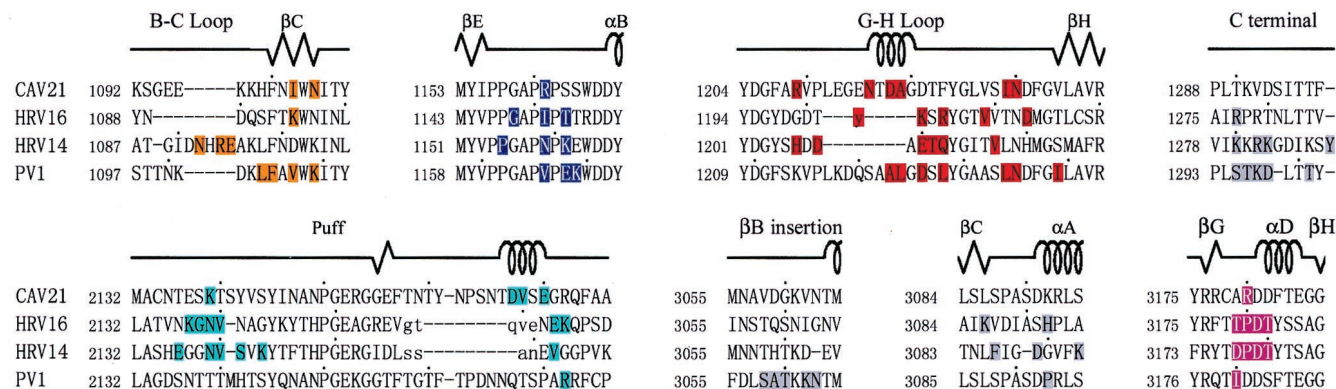 B-C Loop βC βE αB G-H Loop βH C terminal
CAV21 1092 KSGEE------KKHFNIWNITY 1153 MYIPPGAPRPSSWDDY 1204 YDGFARVPLEGENTDAGDTFYGLVSINDFGVLAVR 1288 PLTKVDSITTF-
HRV16 1088 YN---------DQSFTKWNINL 1143 MYVPPGAPIPTTRDDY 1194 YDGYDGDT---y-----KSRYGTVVTNDMGTLCSR 1275 AIRPRTNLTTV-
HRV14 1087 AT-GIDNHREAKLFNDWKINL 1151 MYVPPGAPNPKEWDDY 1201 YDGYSHDD---------AETQYGITVLNHMGSMAFR 1278 VIKKRKGDIKSY
PV1 1097 STTNK------DKLFAVWKITY 1158 MYVPPGAPVPEKWDDY 1209 YDGFSKVPLKDQSAALGDSLYGAASLNDFGILAVR 1293 PLSTKD-LTTY-
Puff βB insertion βC αA βG αD βH
CAV21 2132 MACNTESKTSYVSYINANPGERGGEFTNTY-NPSNTDVSEGRQFAA 3055 MNAVDGKVNTM 3084 LSLSPASDKRLS 3175 YRRCARDDFTEGG
HRV16 2132 LATVNKGNV-NAGYKYTHPGEAGREVgt---------qveNEKQPSD 3055 INSTQSNIGNV 3084 AIKVDIASHPLA 3175 YRFTTPDTYSSAG
HRV14 2132 LASHEGGNV-SVKYTFTHPGERGIDLss----------anEVGGPVK 3055 MNNTHTKD-EV 3083 TNLFIG-DGVFK 3173 FRYTDPDTYTSAG
PV1 2132 LAGDSNTTTMHTSYQNANPGEKGGTFTGTF-TPDNNQTSPARRFCP 3055 FDLSATKKNTM 3085 LSLSPASDPRLS 3176 YRQTIDDSFTEGG